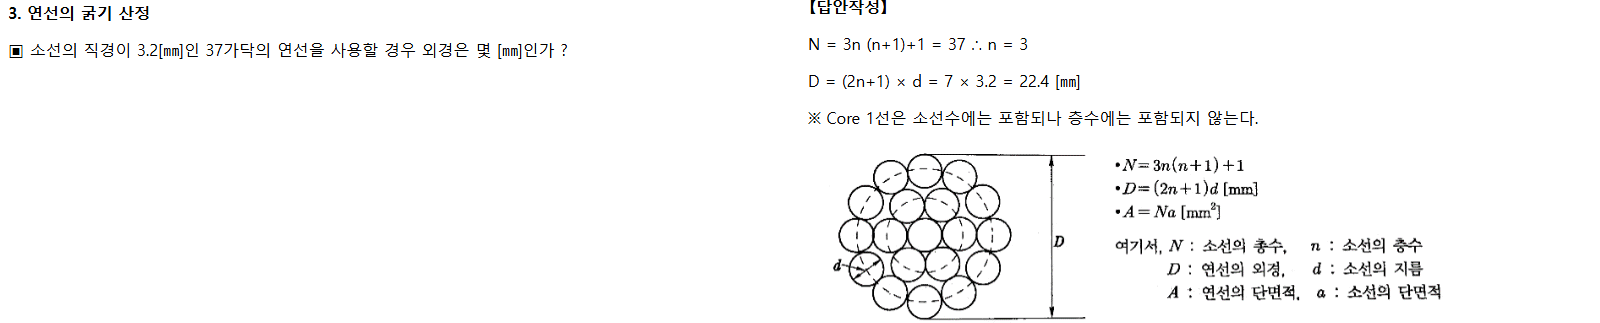 3. 연선의 굵기 산정
▣ 소선의 직경이 3.2[㎜]인 37가닥의 연선을 사용할 경우 외경은 몇 [㎜]인가 ?
【답안작성】
N = 3n (n+1)+1 = 37 ∴ n = 3
D = (2n+1) × d = 7 × 3.2 = 22.4 [㎜]
※ Core 1선은 소선수에는 포함되나 층수에는 포함되지 않는다.
D
d
•N=3n(n+1)+1
•D=(2n+1)d [mm]
•A=Na [mm²]
여기서, N : 소선의 총수, n : 소선의 층수
D : 연선의 외경, d : 소선의 지름
A : 연선의 단면적, a : 소선의 단면적